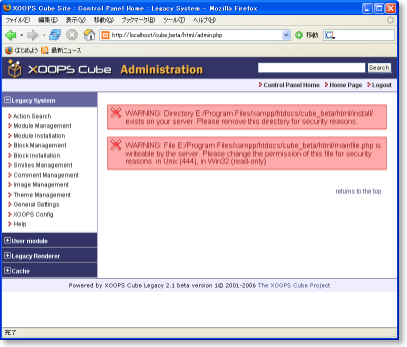 XOOPS Cube Site : Control Panel Home : Legacy System - Mozilla Firefox
ファイル(F) 編集(E) 表示(V) 移動(G) ブックマーク(B) ツール(T) ヘルプ(H)
http://localhost/cube_beta/html/admin.php
移動
はじめよう 最新ニュース
XOOPS Cube Administration
Search
Control Panel Home Home Page Logout
Legacy System
Action Search
Module Management
Module Installation
Block Management
Block Installation
Smilies Management
Comment Management
Image Management
Theme Management
General Settings
XOOPS Config
Help
User module
Legacy Renderer
Cache
WARNING: Directory E:/Program Files/xampp/htdocs/cube_beta/html/install/
exists on your server. Please remove this directory for security reasons.
WARNING: File E:/Program Files/xampp/htdocs/cube_beta/html/mainfile.php is
writeable by the server. Please change the permission of this file for security
reasons. in Unix (444), in Win32 (read-only)
returns to the top
Powered by XOOPS Cube Legacy 2.1 beta version 1© 2001-2006 The XOOPS Cube Project
完了